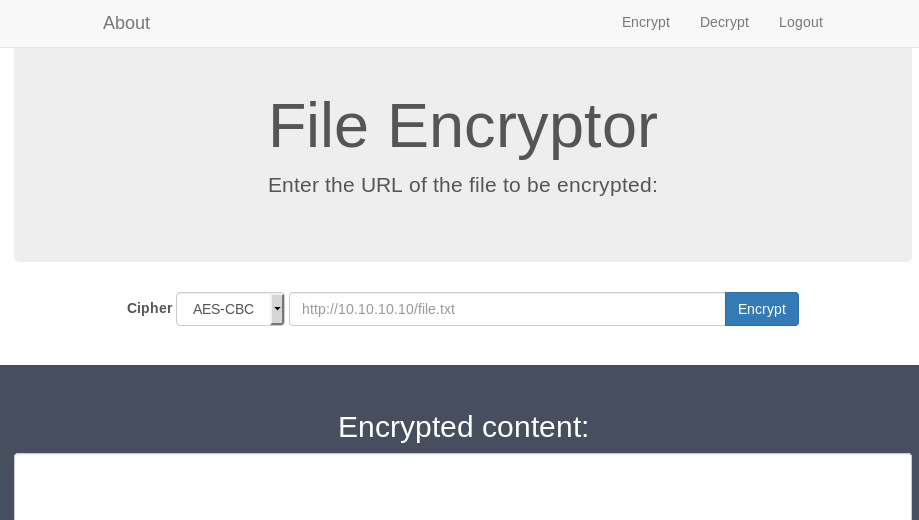 About Encrypt Decrypt Logout
File Encryptor
Enter the URL of the file to be encrypted:
Cipher AES-CBC http://10.10.10.10/file.txt Encrypt
Encrypted content: